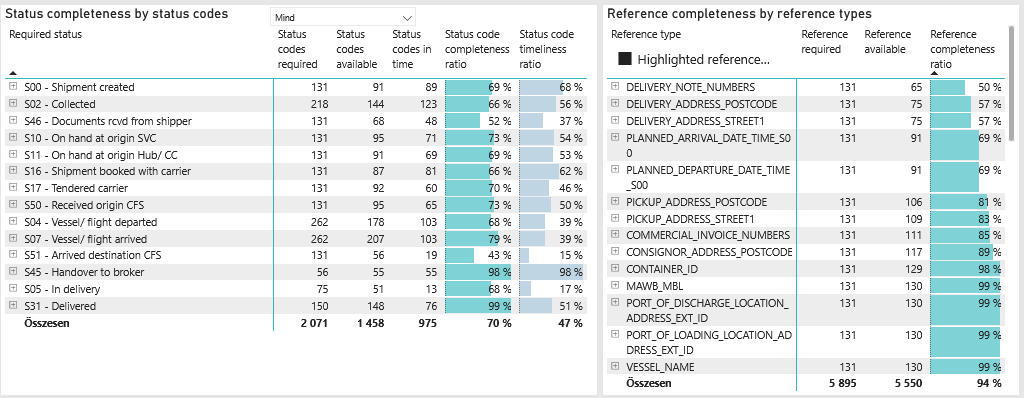 Status completeness by status codes
Mind
Required status
Status codes required
Status codes available
Status codes in time
Status code completeness ratio
Status code timeliness ratio
S00 - Shipment created 131 91 89 69 % 68 %
S02 - Collected 218 144 123 66 % 56 %
S46 - Documents rcvd from shipper 131 68 48 52 % 37 %
S10 - On hand at origin SVC 131 95 71 73 % 54 %
S11 - On hand at origin Hub/ CC 131 91 69 69 % 53 %
S16 - Shipment booked with carrier 131 87 81 66 % 62 %
S17 - Tendered carrier 131 92 60 70 % 46 %
S50 - Received origin CFS 131 95 65 73 % 50 %
S04 - Vessel/ flight departed 262 178 103 68 % 39 %
S07 - Vessel/ flight arrived 262 207 103 79 % 39 %
S51 - Arrived destination CFS 131 56 19 43 % 15 %
S45 - Handover to broker 56 55 55 98 % 98 %
S05 - In delivery 75 51 13 68 % 17 %
S31 - Delivered 150 148 76 99 % 51 %
Összesen 2 071 1 458 975 70 % 47 %
Reference completeness by reference types
Reference type
Highlighted reference...
Reference required
Reference available
Reference completeness ratio
DELIVERY_NOTE_NUMBERS 131 65 50 %
DELIVERY_ADDRESS_POSTCODE 131 75 57 %
DELIVERY_ADDRESS_STREET1 131 75 57 %
PLANNED_ARRIVAL_DATE_TIME_S0 131 91 69 %
0
PLANNED_DEPARTURE_DATE_TIME 131 91 69 %
_S00
PICKUP_ADDRESS_POSTCODE 131 106 81 %
PICKUP_ADDRESS_STREET1 131 109 83 %
COMMERCIAL_INVOICE_NUMBERS 131 111 85 %
CONSIGNOR_ADDRESS_POSTCODE 131 117 89 %
CONTAINER_ID 131 129 98 %
MAWB_MBL 131 130 99 %
PORT_OF_DISCHARGE_LOCATION_ 131 130 99 %
ADDRESS_EXT_ID
PORT_OF_LOADING_LOCATION_AD 131 130 99 %
DRESS_EXT_ID
VESSEL_NAME 131 130 99 %
Összesen 5 895 5 550 94 %